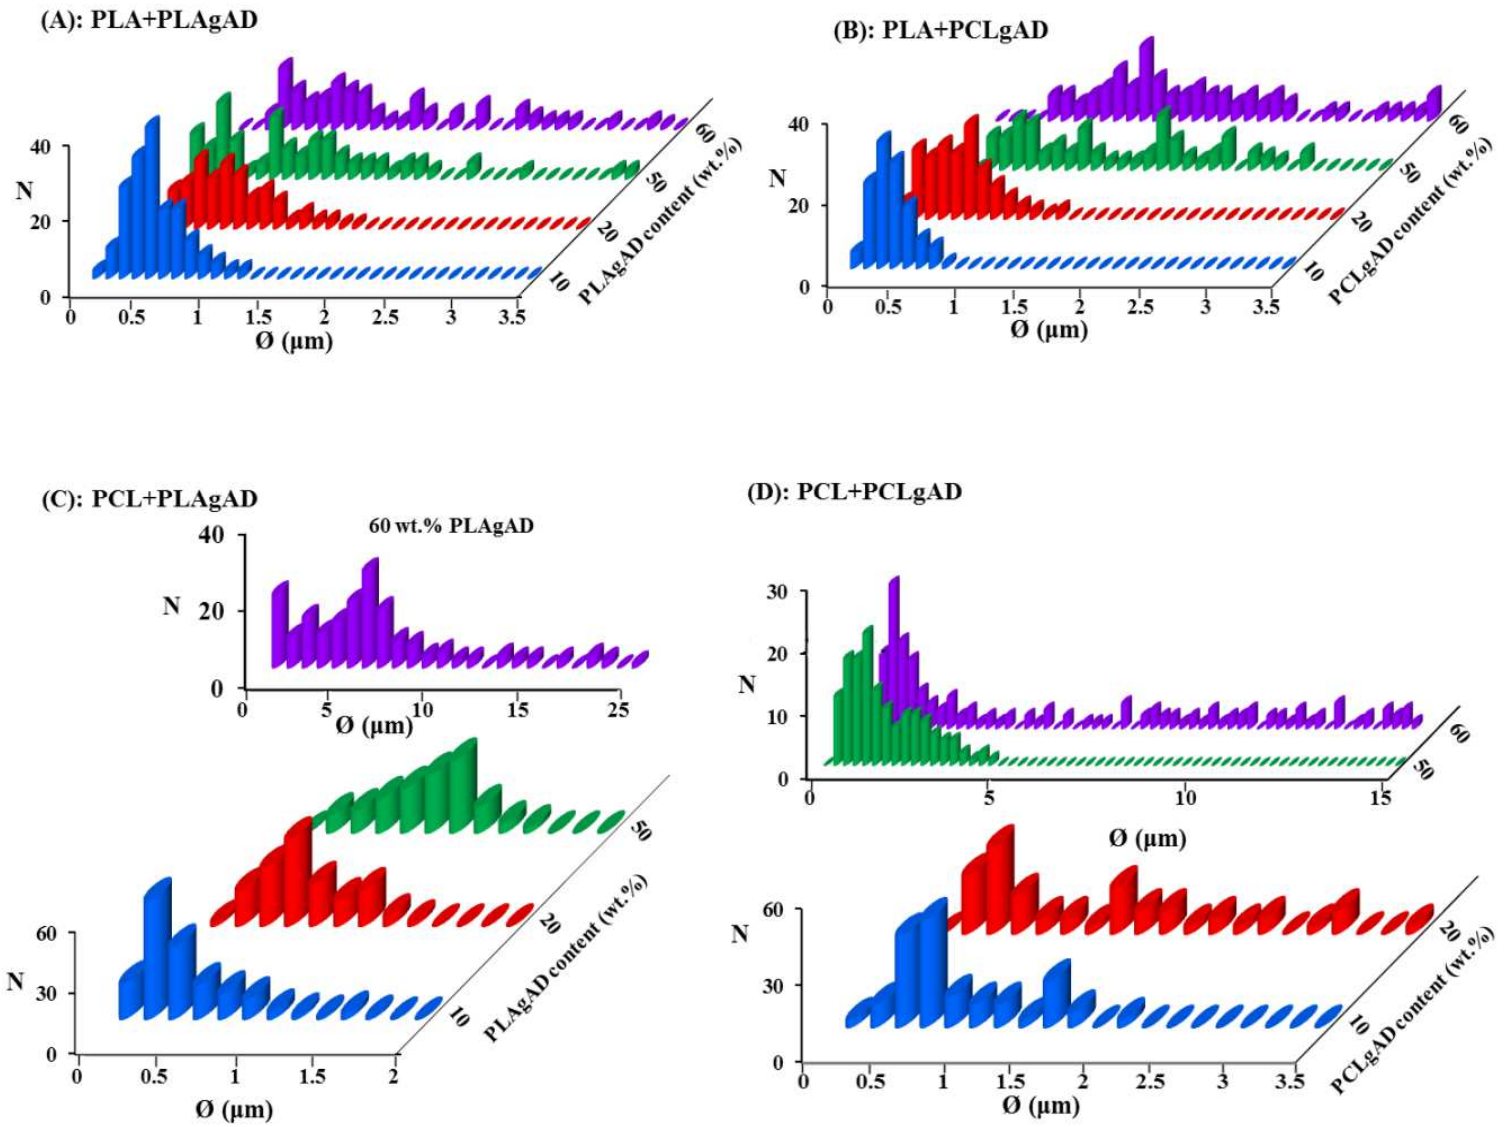 (A): PLA+PLAgAD
40
N
20
0
0 0.5 1 1.5 2 2.5 3 3.5
Ø (μm)
10 20 50 60
PLAgAD content (wt.%)
(B): PLA+PCLgAD
40
N
20
0
0 0.5 1 1.5 2 2.5 3 3.5
Ø (μm)
10 20 50 60
PCLgAD content (wt.%)
(C): PCL+PLAgAD
60 wt.% PLAgAD
40
N
20
0
0 5 10 15 25
Ø (μm)
60
N
30
0
0 0.5 1 1.5 2
Ø (μm)
10 20 50
PLAgAD content (wt.%)
(D): PCL+PCLgAD
30
20
N
10
0
0 5 10 15
Ø (μm)
50 60
60
N
30
0
0 0.5 1 1.5 2 2.5 3 3.5
Ø (μm)
10 20
PCLgAD content (wt.%)